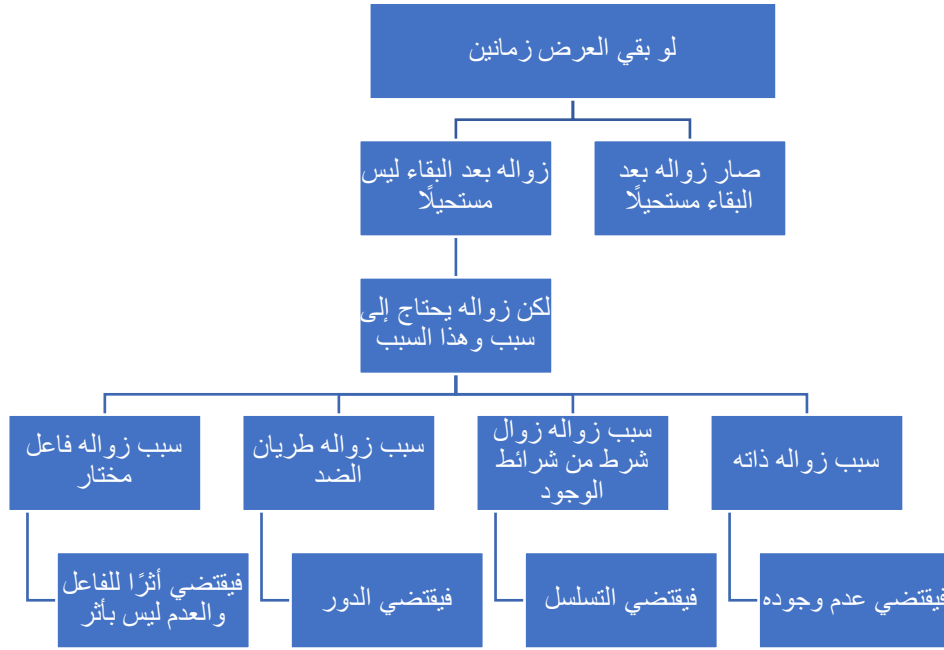 لو بقي العرض زمانين
صار زواله بعد
البقاء مستحيلًا
زواله بعد البقاء ليس
مستحيلًا
لكن زواله يحتاج إلى
سبب وهذا السبب
سبب زواله ذاته
سبب زواله زوال
شرط من شرائط
الوجود
سبب زواله طريان
الضد
سبب زواله فاعل
مختار
فيقتضي عدم وجوده
فيقتضي التسلسل
فيقتضي الدور
فيقتضي أثرًا للفاعل
والعدم ليس بأثر